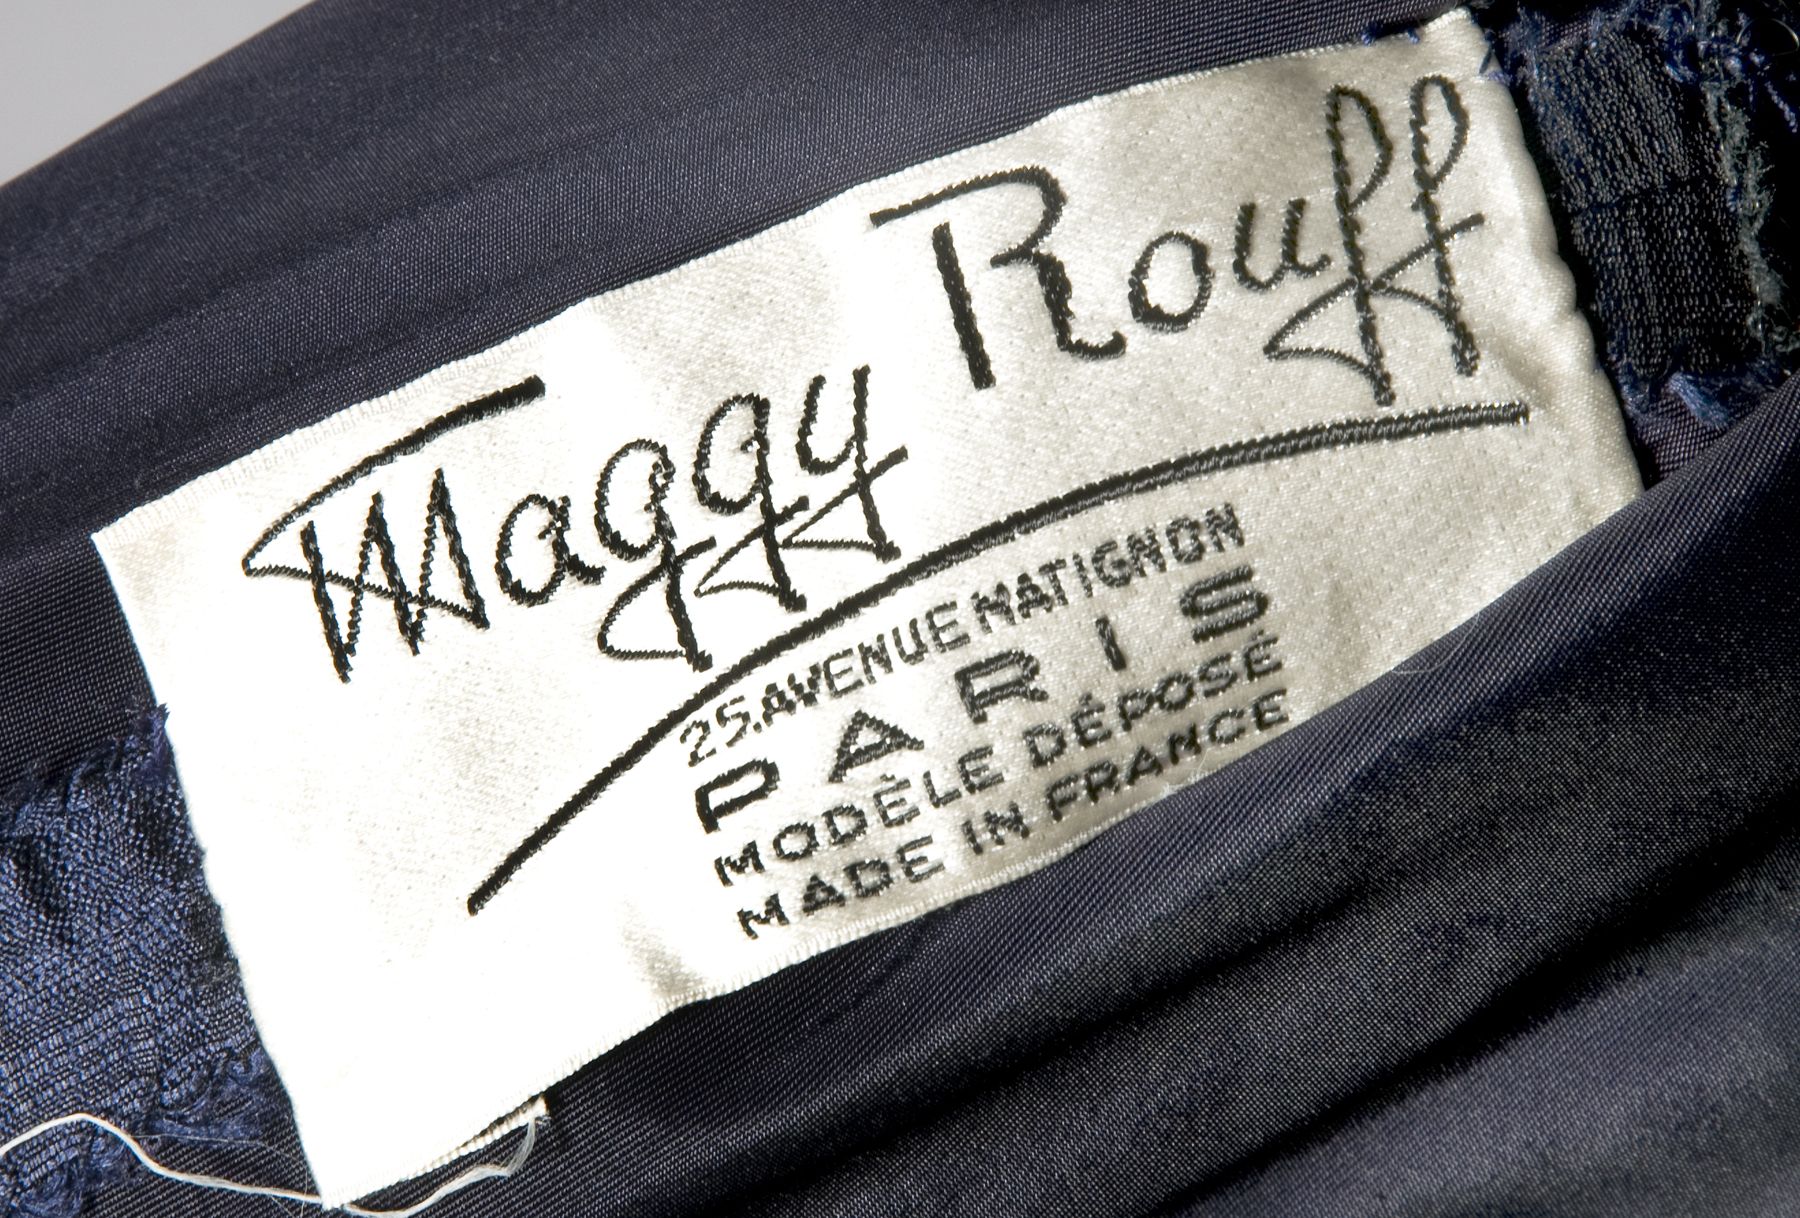 Maggy Rouff
25.AVENUE MATIGNON
PARIS
MODÈLE DÉPOSÉ
MADE IN FRANCE